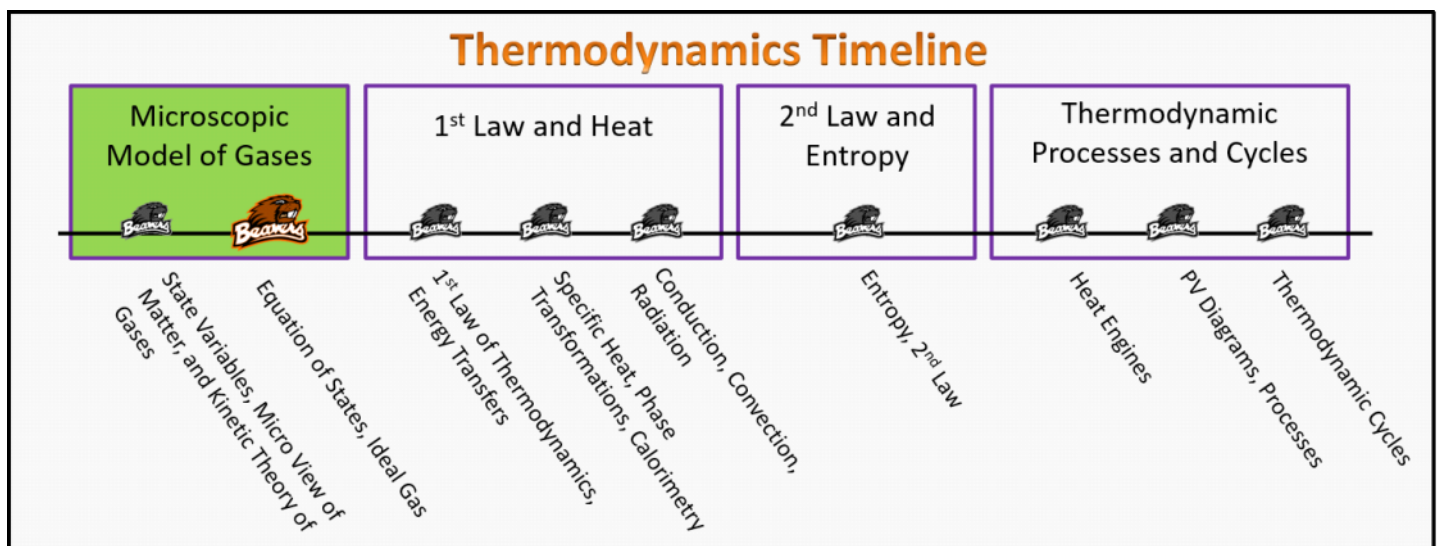 Thermodynamics Timeline
Microscopic
Model of Gases
1st Law and Heat
2nd Law and
Entropy
Thermodynamic
Processes and Cycles
Beavers
Beavers
Beavers
Beavers
Beavers
Beavers
Beavers
Beavers
Beavers
State Variables, Micro View of
Matter, and Kinetic Theory of
Gases
Equation of States, Ideal Gas
1st Law of Thermodynamics,
Energy Transfers
Specific Heat, Phase
Transformations, Calorimetry
Conduction, Convection,
Radiation
Entropy, 2nd Law
Heat Engines
PV Diagrams, Processes
Thermodynamic Cycles